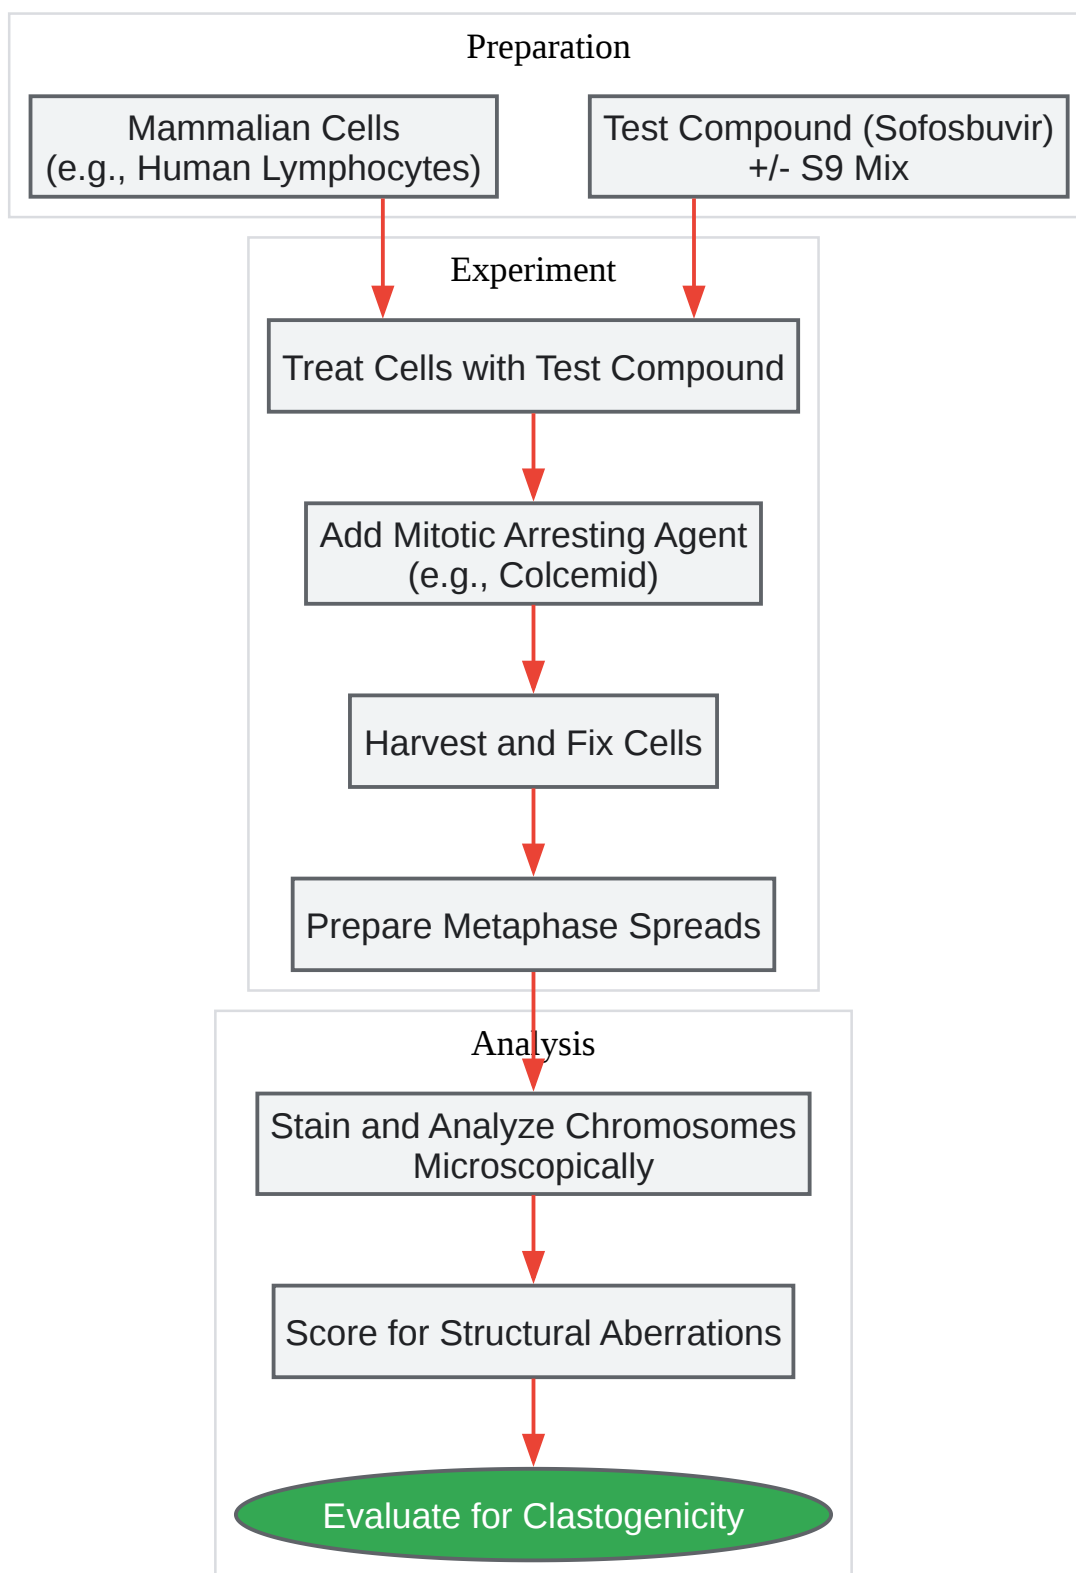 Preparation
Mammalian Cells
(e.g., Human Lymphocytes)
Test Compound (Sofosbuvir)
+/- S9 Mix
Experiment
Treat Cells with Test Compound
Add Mitotic Arresting Agent
(e.g., Colcemid)
Harvest and Fix Cells
Prepare Metaphase Spreads
Analysis
Stain and Analyze Chromosomes
Microscopically
Score for Structural Aberrations
Evaluate for Clastogenicity